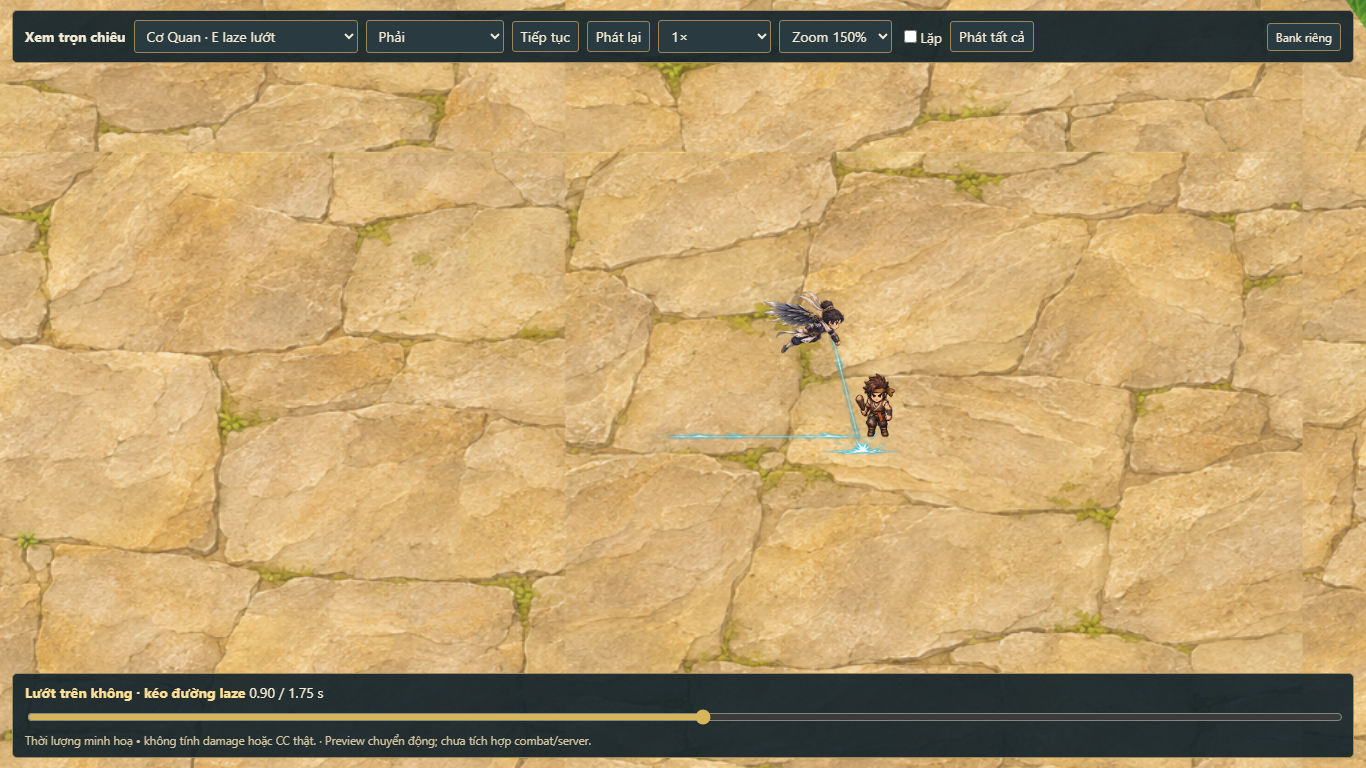 Xem trọn chiêu
Cơ Quan · E laze lướt
Phải
Tiếp tục
Phát lại
1×
Zoom 150%
Lặp
Phát tất cả
Bank riêng
Lướt trên không · kéo đường laze 0.90 / 1.75 s
Thời lượng minh hoạ • không tính damage hoặc CC thật. · Preview chuyển động; chưa tích hợp combat/server.